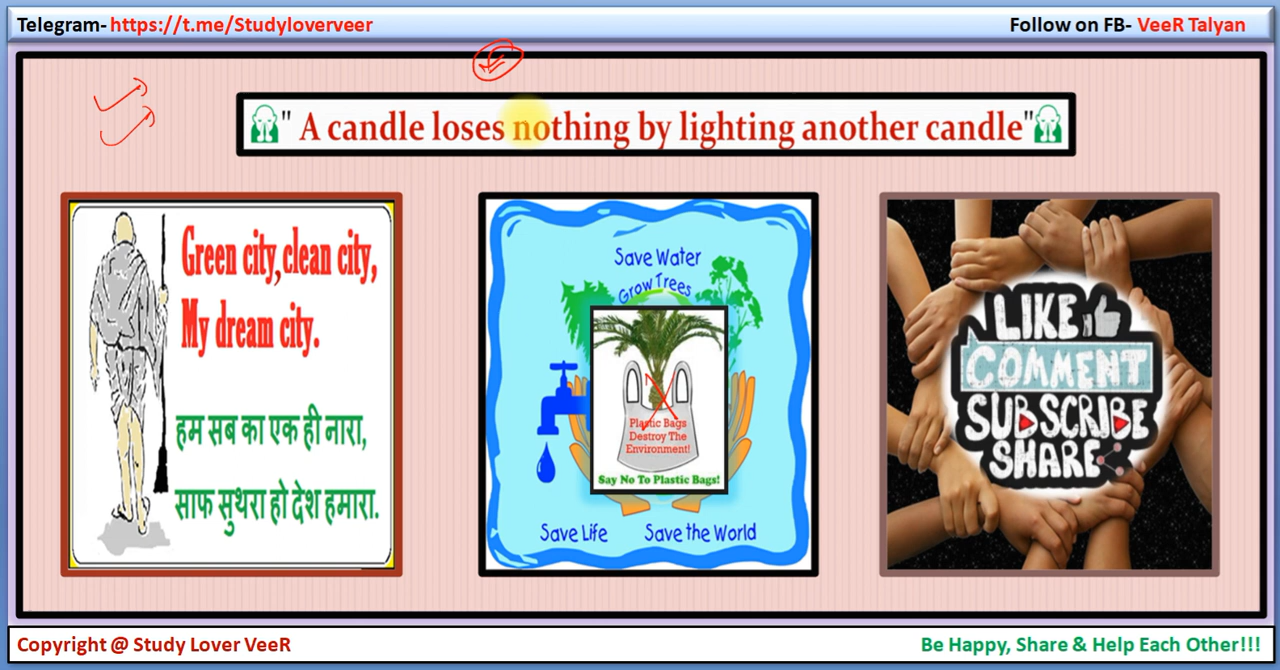 Telegram- https://t.me/Studyloverveer
Follow on FB- VeeR Talyan
" A candle loses nothing by lighting another candle"
Green city,clean city,
My dream city.
हम सब का एक ही नारा,
साफ सुथरा हो देश हमारा.
Save Water
Grow Trees
Plastic Bags
Destroy The
Environment!
Say No To Plastic Bags!
Save Life
Save the World
LIKE
COMMENT
SUBSCRIBE
SHARE
Copyright @ Study Lover VeeR
Be Happy, Share & Help Each Other!!!